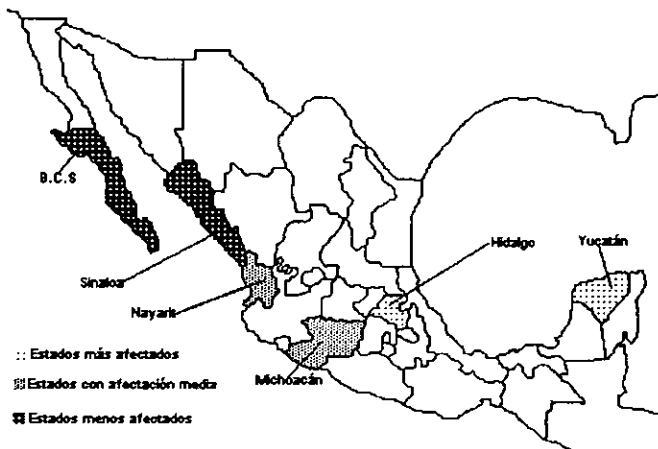 B.C.S
Hidalgo
Yucatán
Sinaloa
Nayarit
Estados más afectados
Estados con afectación media
Michoacán
Estados menos afectados